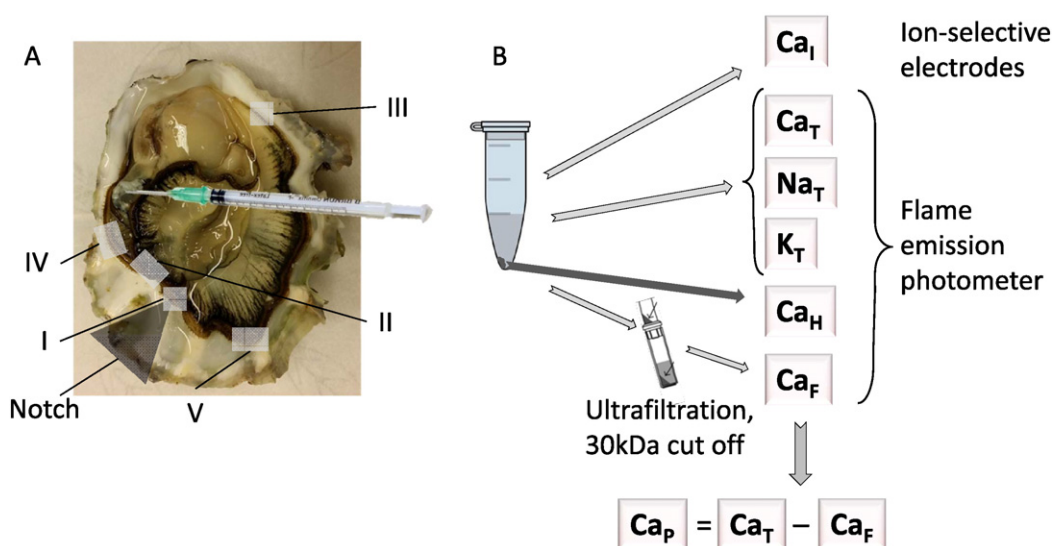 A
III
IV
I
II
Notch
V
B
Ca_I
Ion-selective
electrodes
Ca_T
Na_T
K_T
Flame
emission
photometer
Ca_H
Ca_F
Ultrafiltration,
30kDa cut off
Ca_P = Ca_T – Ca_F